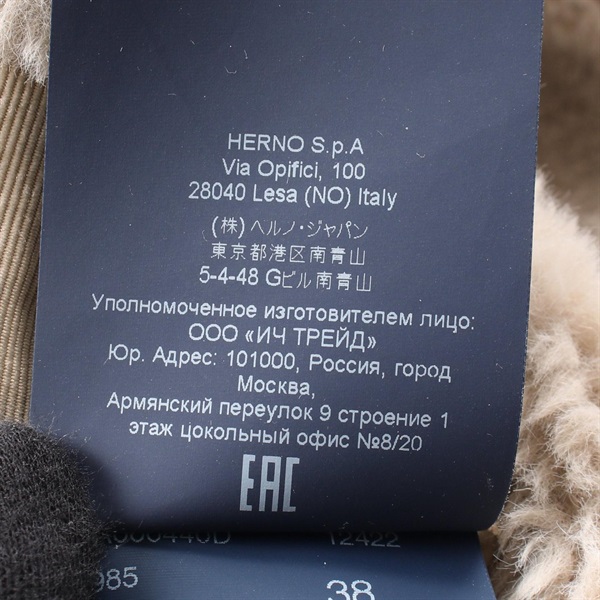 HERNO S.p.A
Via Opifici, 100
28040 Lesa (NO) Italy
(株) ヘルノ・ジャパン
東京都港区南青山
5-4-48 Gビル南青山
Уполномоченное изготовителем лицо:
ООО «ИЧ ТРЕЙД»
Юр. Адрес: 101000, Россия, город
Москва,
Армянский переулок 9 строение 1
этаж цокольный офис №8/20
EAC
12422
985
38